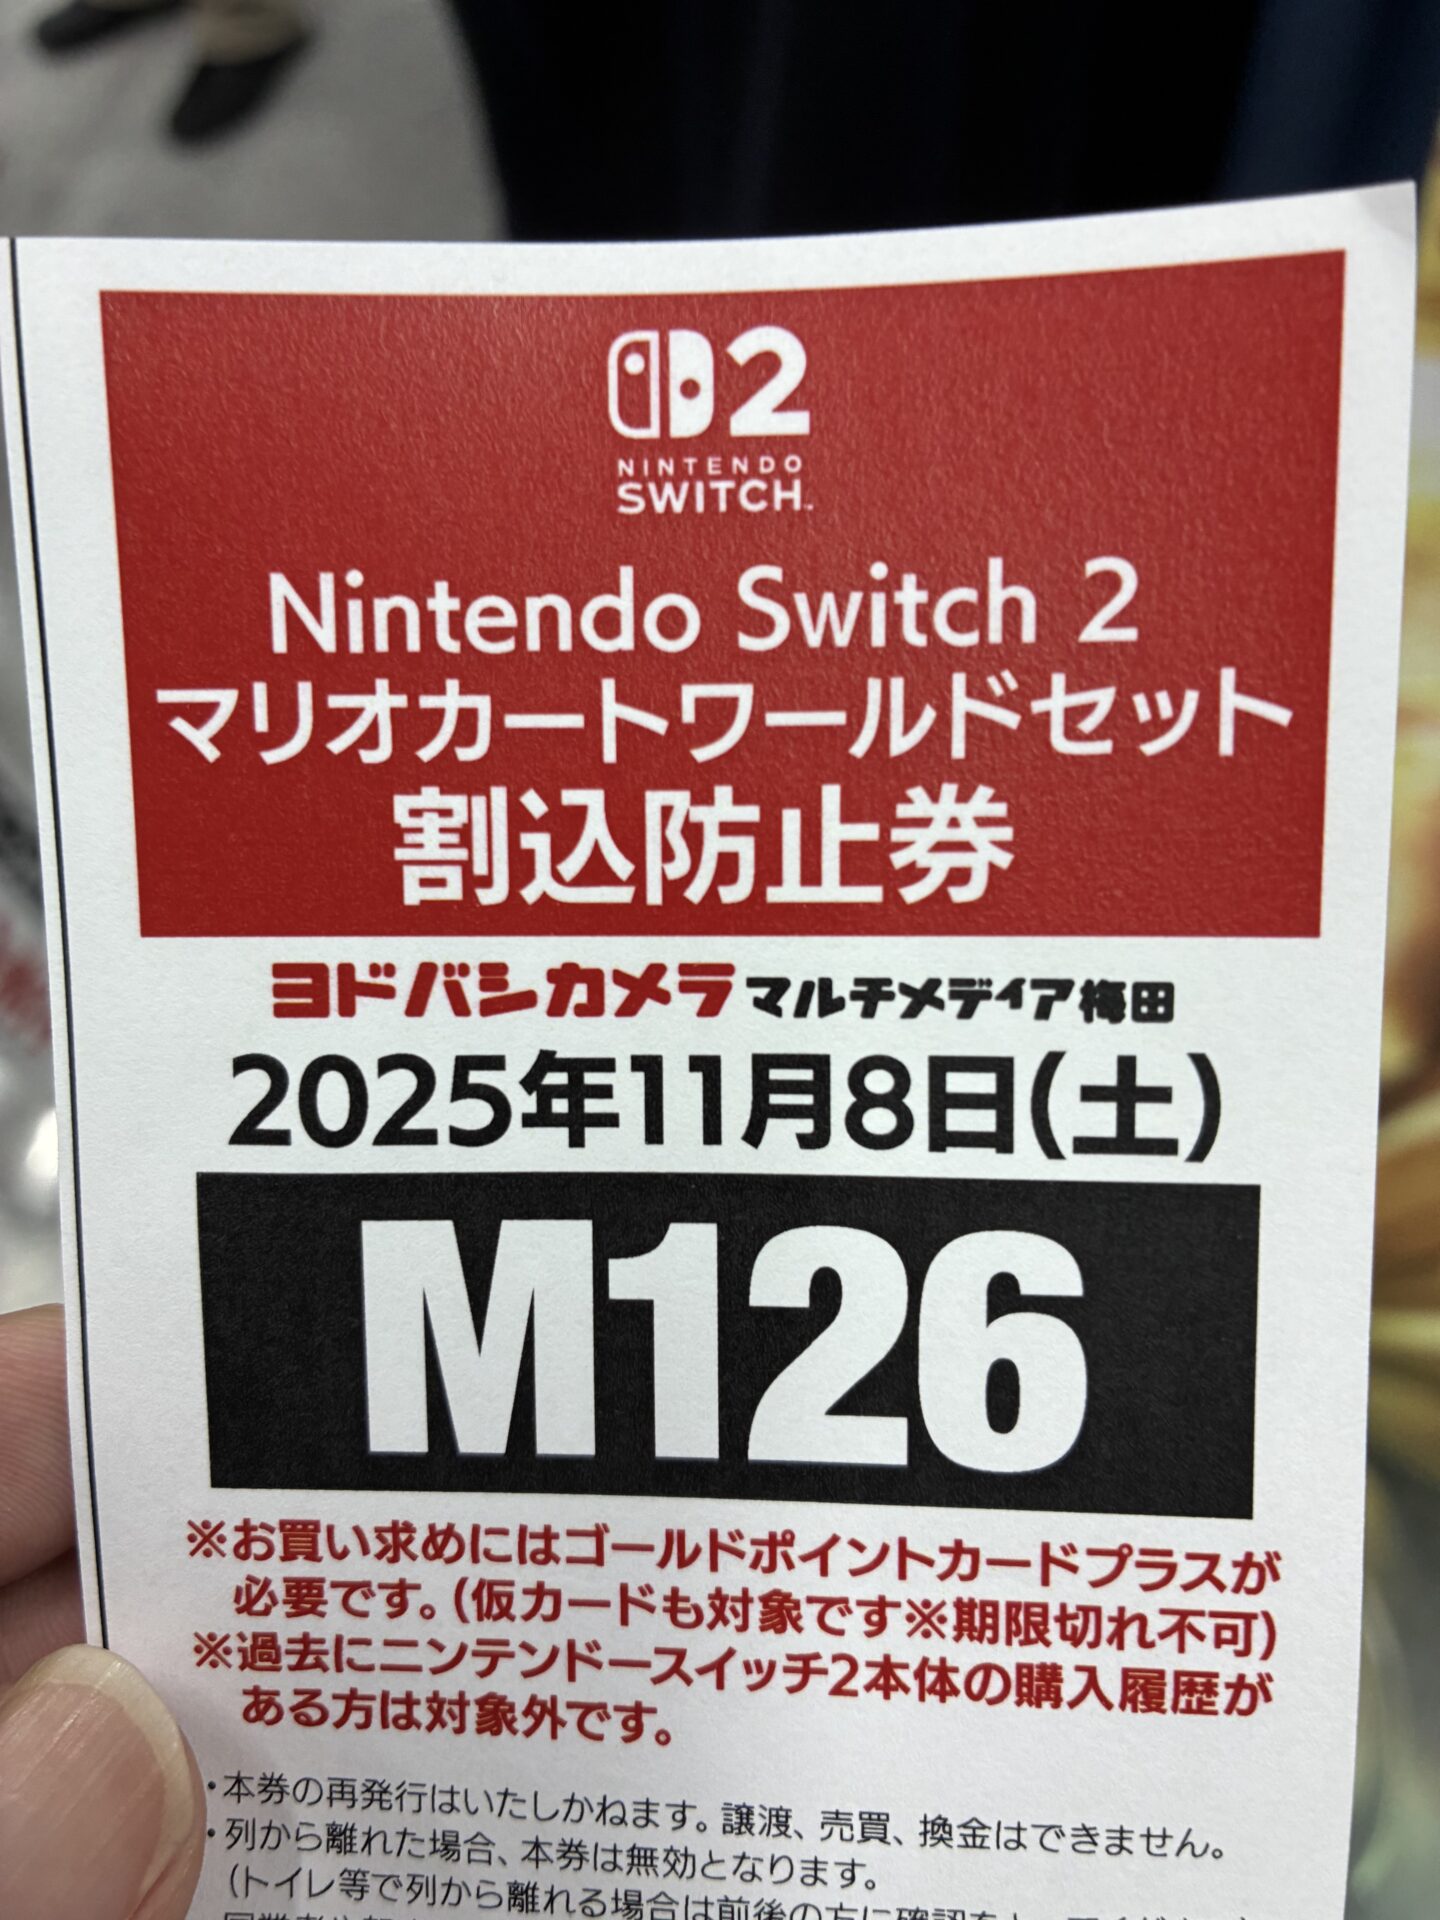 2
NINTENDO
SWITCH™
Nintendo Switch 2
マリオカートワールドセット
割込防止券
ヨドバシカメラ マルチメディア梅田
2025年11月8日(土)
M126
※お買い求めにはゴールドポイントカードプラスが
必要です。(仮カードも対象です※期限切れ不可)
※過去にニンテンドースイッチ2本体の購入履歴が
ある方は対象外です。
・本券の再発行はいたしかねます。譲渡、売買、換金はできません。
・列から離れた場合、本券は無効となります。
(トイレ等で列から離れる場合は前後の方に確認をと